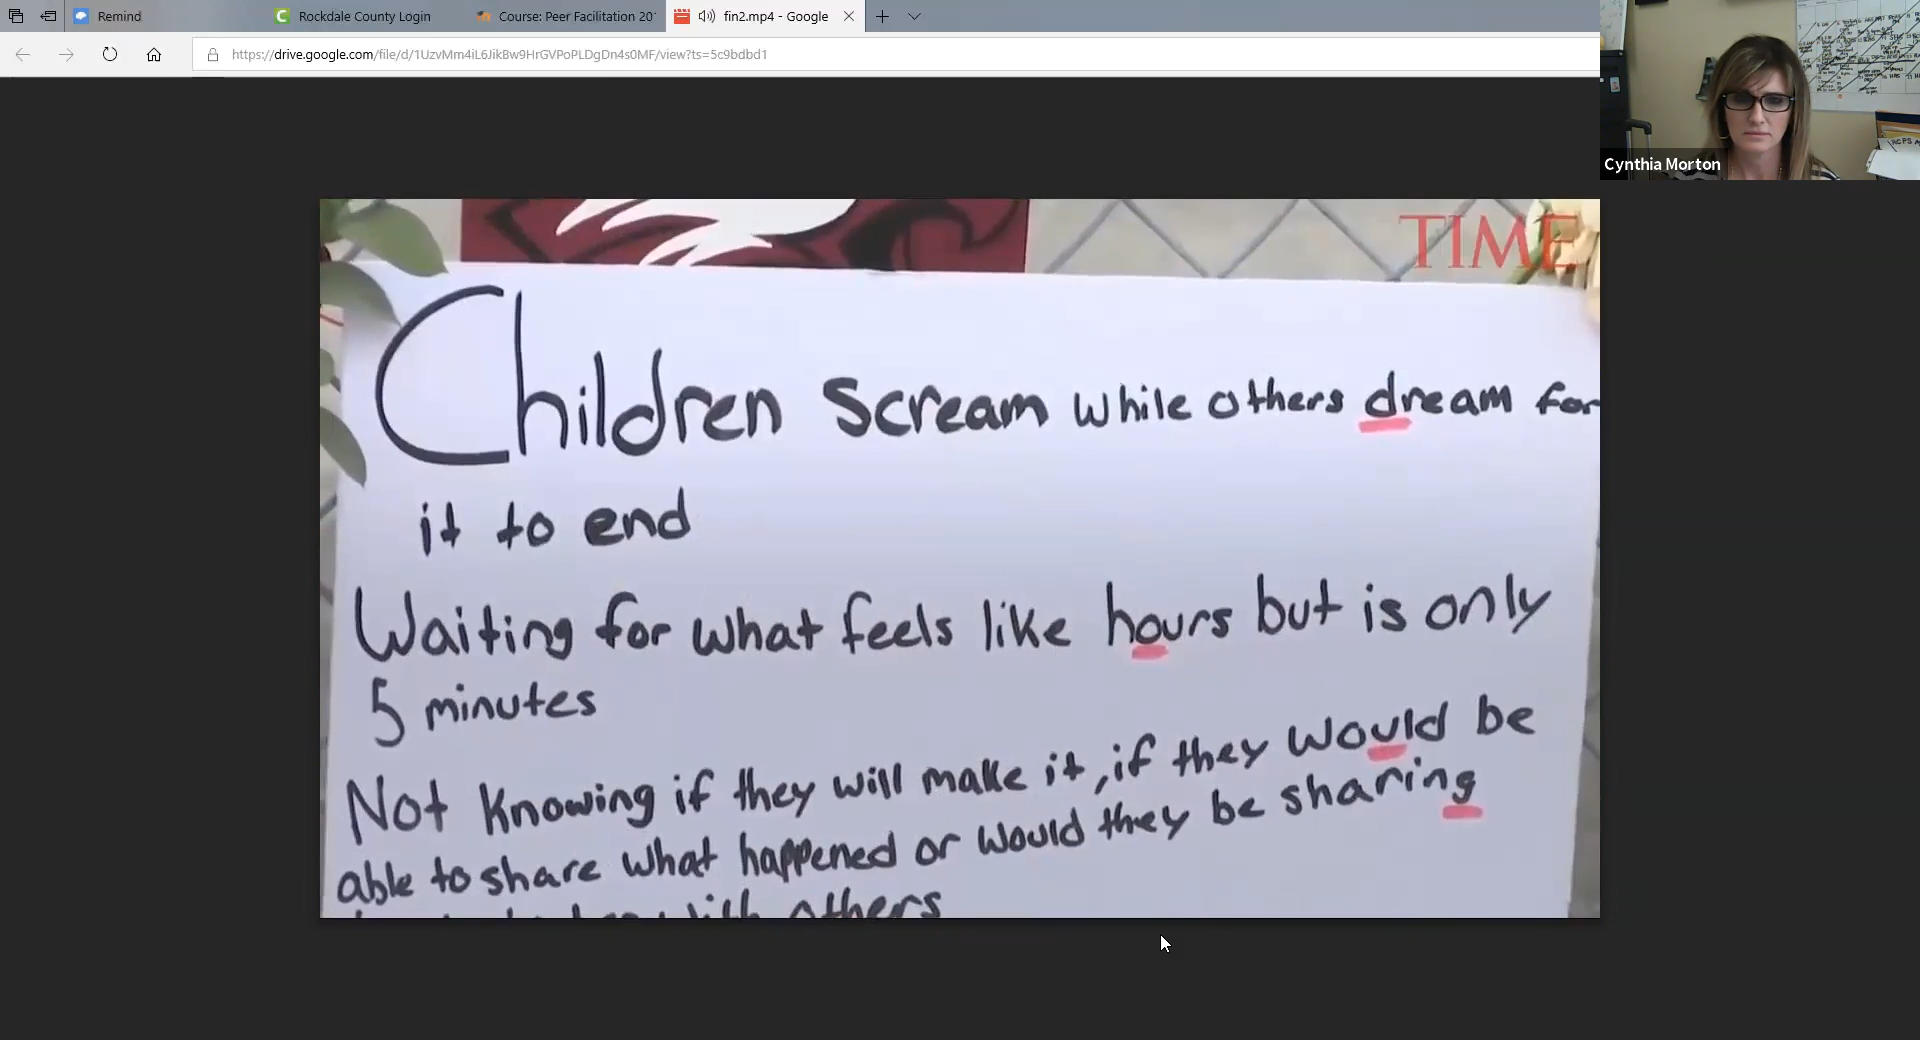 Remind
Rockdale County Login
Course: Peer Facilitation 20
fin2.mp4 - Google
https://drive.google.com/file/d/1UzvMm4iL6JikBw9HrGVPoPLDgDn4s0MF/view?ts=5c9bdbd1
Cynthia Morton
TIME
Children scream while others dream for
it to end
Waiting for what feels like hours but is only
5 minutes
Not knowing if they will make it, if they would be
able to share what happened or would they be sharing
with others